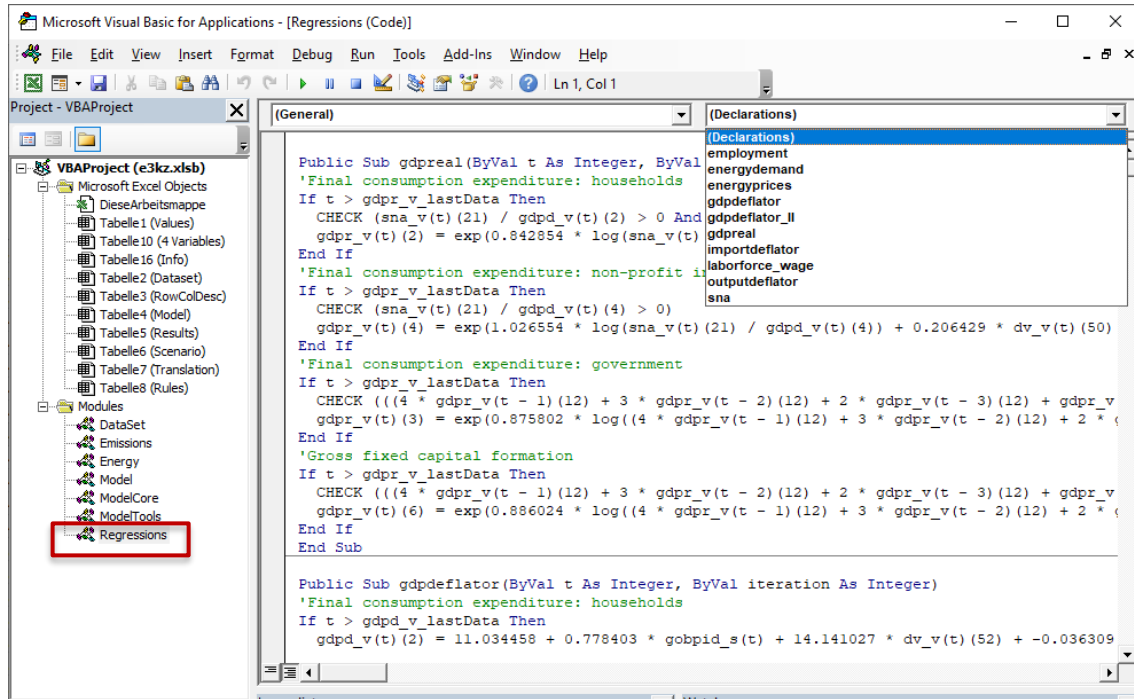 Microsoft Visual Basic for Applications - [Regressions (Code)]
File Edit View Insert Format Debug Run Tools Add-Ins Window Help
Ln 1, Col 1
Project - VBAProject
VBAProject (e3kz.xlsb)
Microsoft Excel Objects
DieseArbeitsmappe
Tabelle1 (Values)
Tabelle10 (4 Variables)
Tabelle16 (Info)
Tabelle2 (Dataset)
Tabelle3 (RowColDesc)
Tabelle4 (Model)
Tabelle5 (Results)
Tabelle6 (Scenario)
Tabelle7 (Translation)
Tabelle8 (Rules)
Modules
DataSet
Emissions
Energy
Model
ModelCore
ModelTools
Regressions
(General)
(Declarations)
(Declarations)
employment
energydemand
energyprices
gdpdeflator
gdpdeflator_II
gdpreal
importdeflator
laborforce_wage
outputdeflator
sna
Public Sub gdpreal(ByVal t As Integer, ByVal
'Final consumption expenditure: households
If t > gdpr_v_lastData Then
CHECK (sna_v(t)(21) / gdpd_v(t)(2) > 0 And
gdpr_v(t)(2) = exp(0.842854 * log(sna_v(t)
End If
'Final consumption expenditure: non-profit in
If t > gdpr_v_lastData Then
CHECK (sna_v(t)(21) / gdpd_v(t)(4) > 0)
gdpr_v(t)(4) = exp(1.026554 * log(sna_v(t)(21) / gdpd_v(t)(4)) + 0.206429 * dv_v(t)(50)
End If
'Final consumption expenditure: government
If t > gdpr_v_lastData Then
CHECK (((4 * gdpr_v(t - 1)(12) + 3 * gdpr_v(t - 2)(12) + 2 * gdpr_v(t - 3)(12) + gdpr_v
gdpr_v(t)(3) = exp(0.875802 * log((4 * gdpr_v(t - 1)(12) + 3 * gdpr_v(t - 2)(12) + 2 *
End If
'Gross fixed capital formation
If t > gdpr_v_lastData Then
CHECK (((4 * gdpr_v(t - 1)(12) + 3 * gdpr_v(t - 2)(12) + 2 * gdpr_v(t - 3)(12) + gdpr_v
gdpr_v(t)(6) = exp(0.886024 * log((4 * gdpr_v(t - 1)(12) + 3 * gdpr_v(t - 2)(12) + 2 *
End If
End Sub
Public Sub gdpdeflator(ByVal t As Integer, ByVal iteration As Integer)
'Final consumption expenditure: households
If t > gdpd_v_lastData Then
gdpd_v(t)(2) = 11.034458 + 0.778403 * gobpid_s(t) + 14.141027 * dv_v(t)(52) + -0.036309